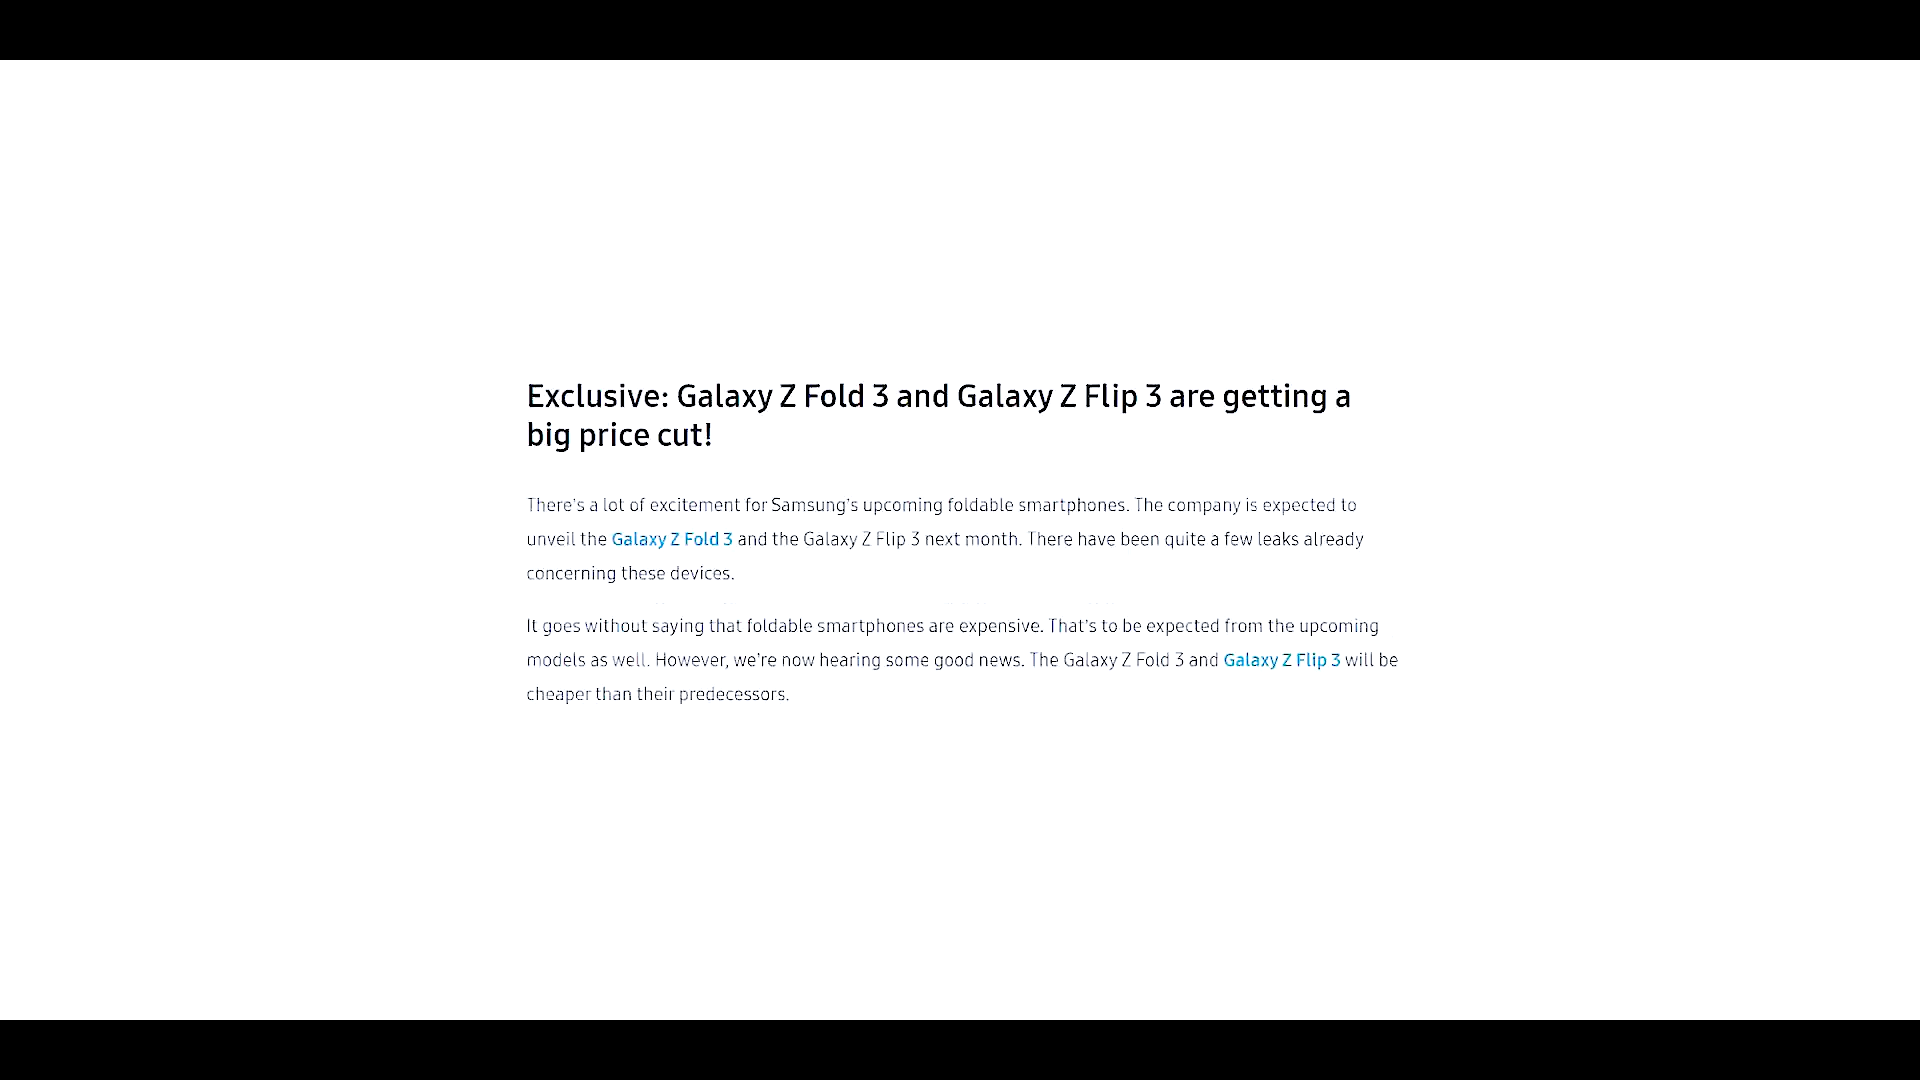 Exclusive: Galaxy Z Fold 3 and Galaxy Z Flip 3 are getting a
big price cut!
There's a lot of excitement for Samsung's upcoming foldable smartphones. The company is expected to
unveil the Galaxy Z Fold 3 and the Galaxy Z Flip 3 next month. There have been quite a few leaks already
concerning these devices.
It goes without saying that foldable smartphones are expensive. That's to be expected from the upcoming
models as well. However, we're now hearing some good news. The Galaxy Z Fold 3 and Galaxy Z Flip 3 will be
cheaper than their predecessors.